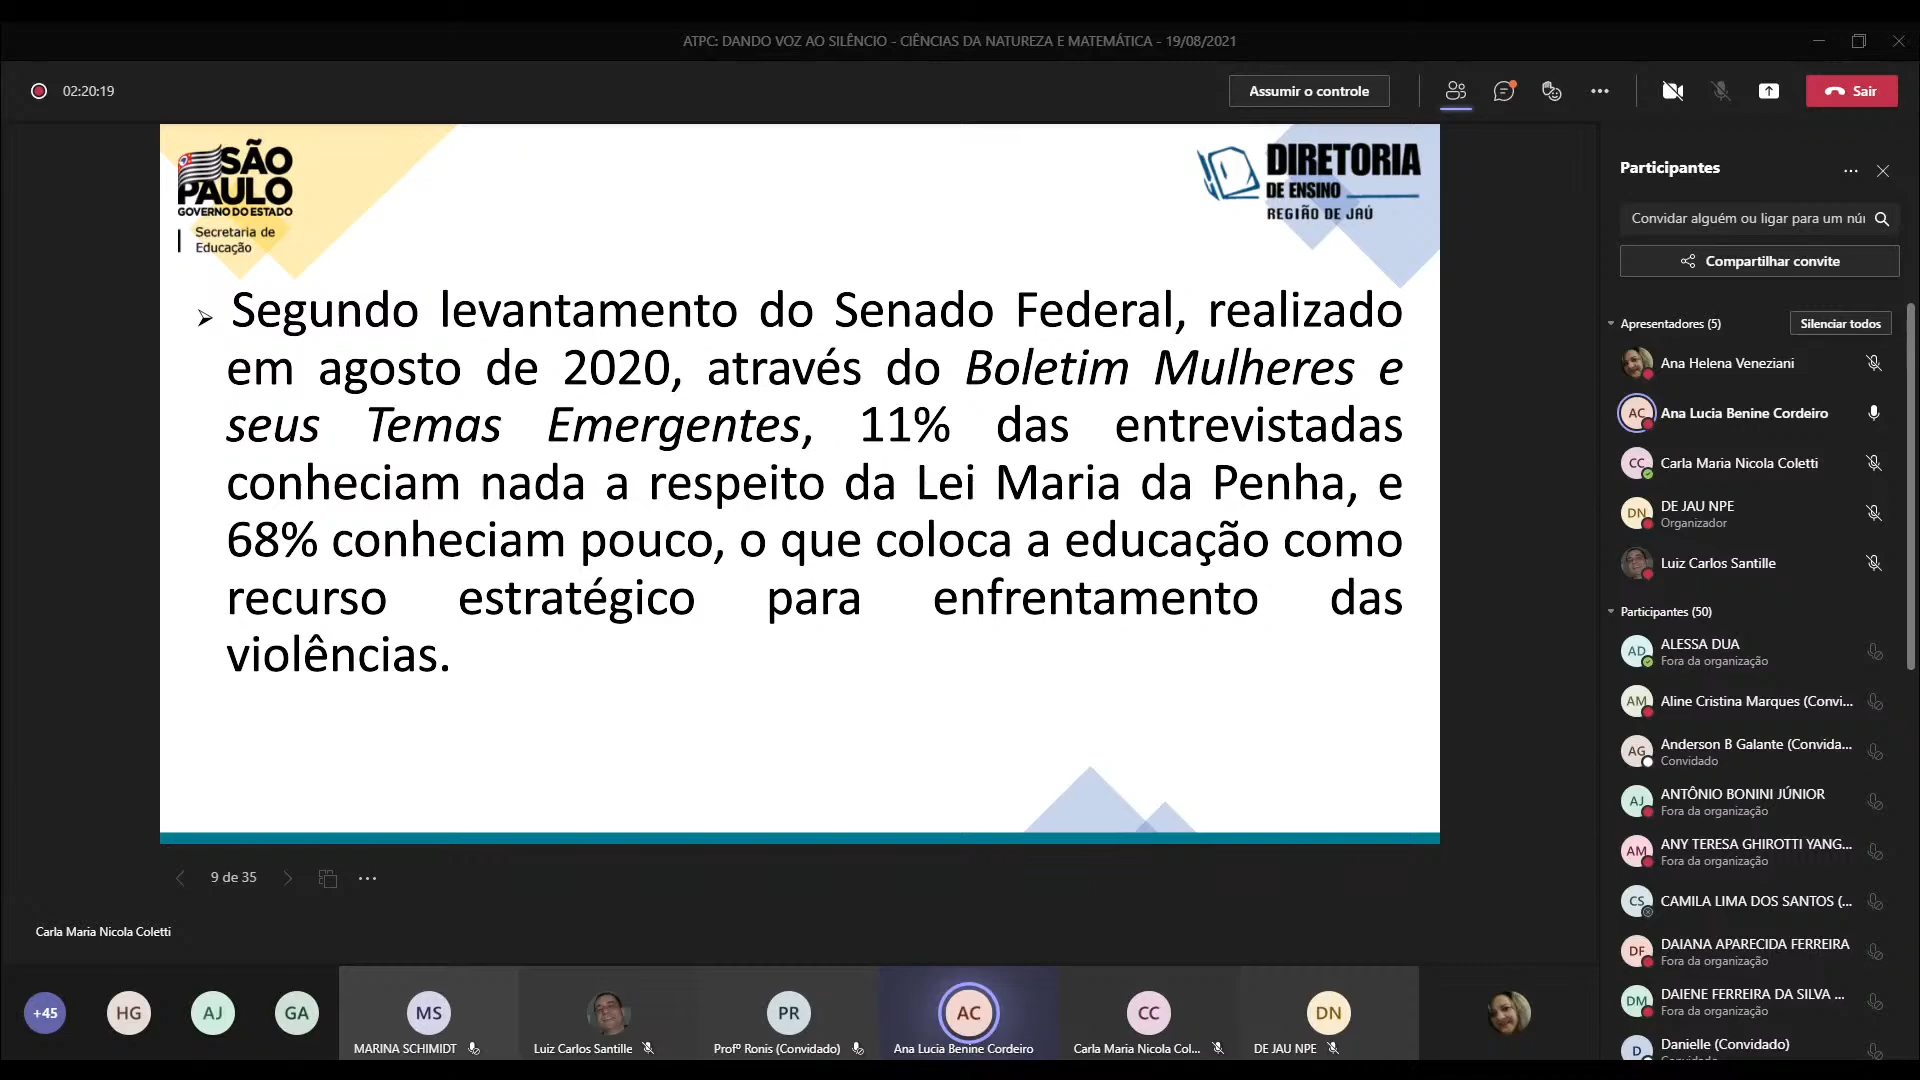 ATPC: DANDO VOZ AO SILÊNCIO - CIÊNCIAS DA NATUREZA E MATEMÁTICA - 19/08/2021
02:20:19
Assumir o controle
Sair
SÃO
PAULO
GOVERNO DO ESTADO
Secretaria de
Educação
DIRETORIA
DE ENSINO
REGIÃO DE JAÚ
Segundo levantamento do Senado Federal, realizado
em agosto de 2020, através do Boletim Mulheres e
seus Temas Emergentes, 11% das entrevistadas
conheciam nada a respeito da Lei Maria da Penha, e
68% conheciam pouco, o que coloca a educação como
recurso estratégico para enfrentamento das
violências.
9 de 35
Carla Maria Nicola Coletti
Participantes
Convidar alguém ou ligar para um núi
Compartilhar convite
Apresentadores (5)
Silenciar todos
Ana Helena Veneziani
AC Ana Lucia Benine Cordeiro
CC Carla Maria Nicola Coletti
DN DE JAU NPE
Organizador
Luiz Carlos Santille
Participantes (50)
AD ALESSA DUA
Fora da organização
AM Aline Cristina Marques (Convi...
AG Anderson B Galante (Convida...
Convidado
AJ ANTÔNIO BONINI JÚNIOR
Fora da organização
AM ANY TERESA GHIROTTI YANG...
Fora da organização
CS CAMILA LIMA DOS SANTOS (...
DF DAIANA APARECIDA FERREIRA
Fora da organização
DM DAIENE FERREIRA DA SILVA ...
Fora da organização
D Danielle (Convidado)
Convidado
+45 HG AJ GA MS PR AC CC DN
MARINA SCHIMIDT Luiz Carlos Santille Profº Ronis (Convidado) Ana Lucia Benine Cordeiro Carla Maria Nicola Col... DE JAU NPE